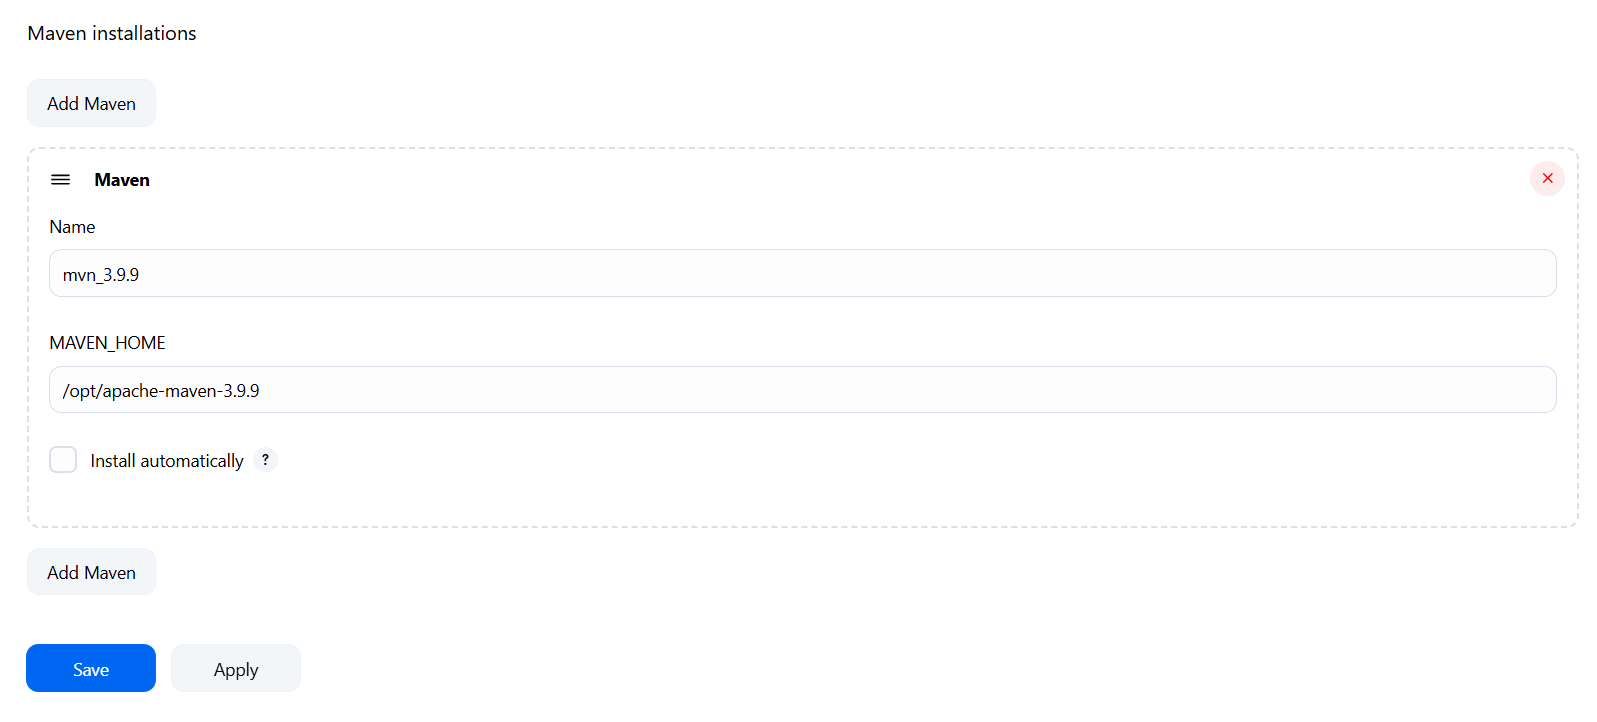 Maven installations
Add Maven
Maven
Name
mvn_3.9.9
MAVEN_HOME
/opt/apache-maven-3.9.9
Install automatically ?
Add Maven
Save Apply